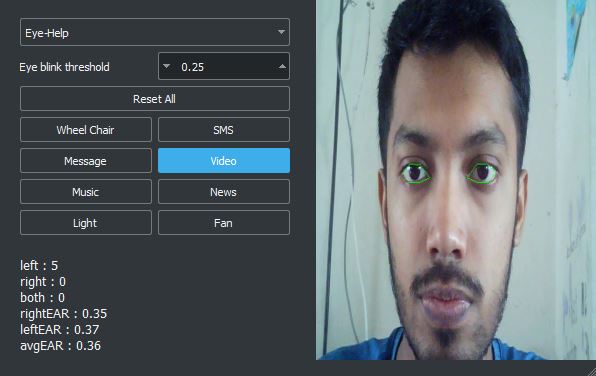 Eye-Help
Eye blink threshold 0.25
Reset All
Wheel Chair SMS
Message Video
Music News
Light Fan
left : 5
right : 0
both : 0
rightEAR : 0.35
leftEAR : 0.37
avgEAR : 0.36